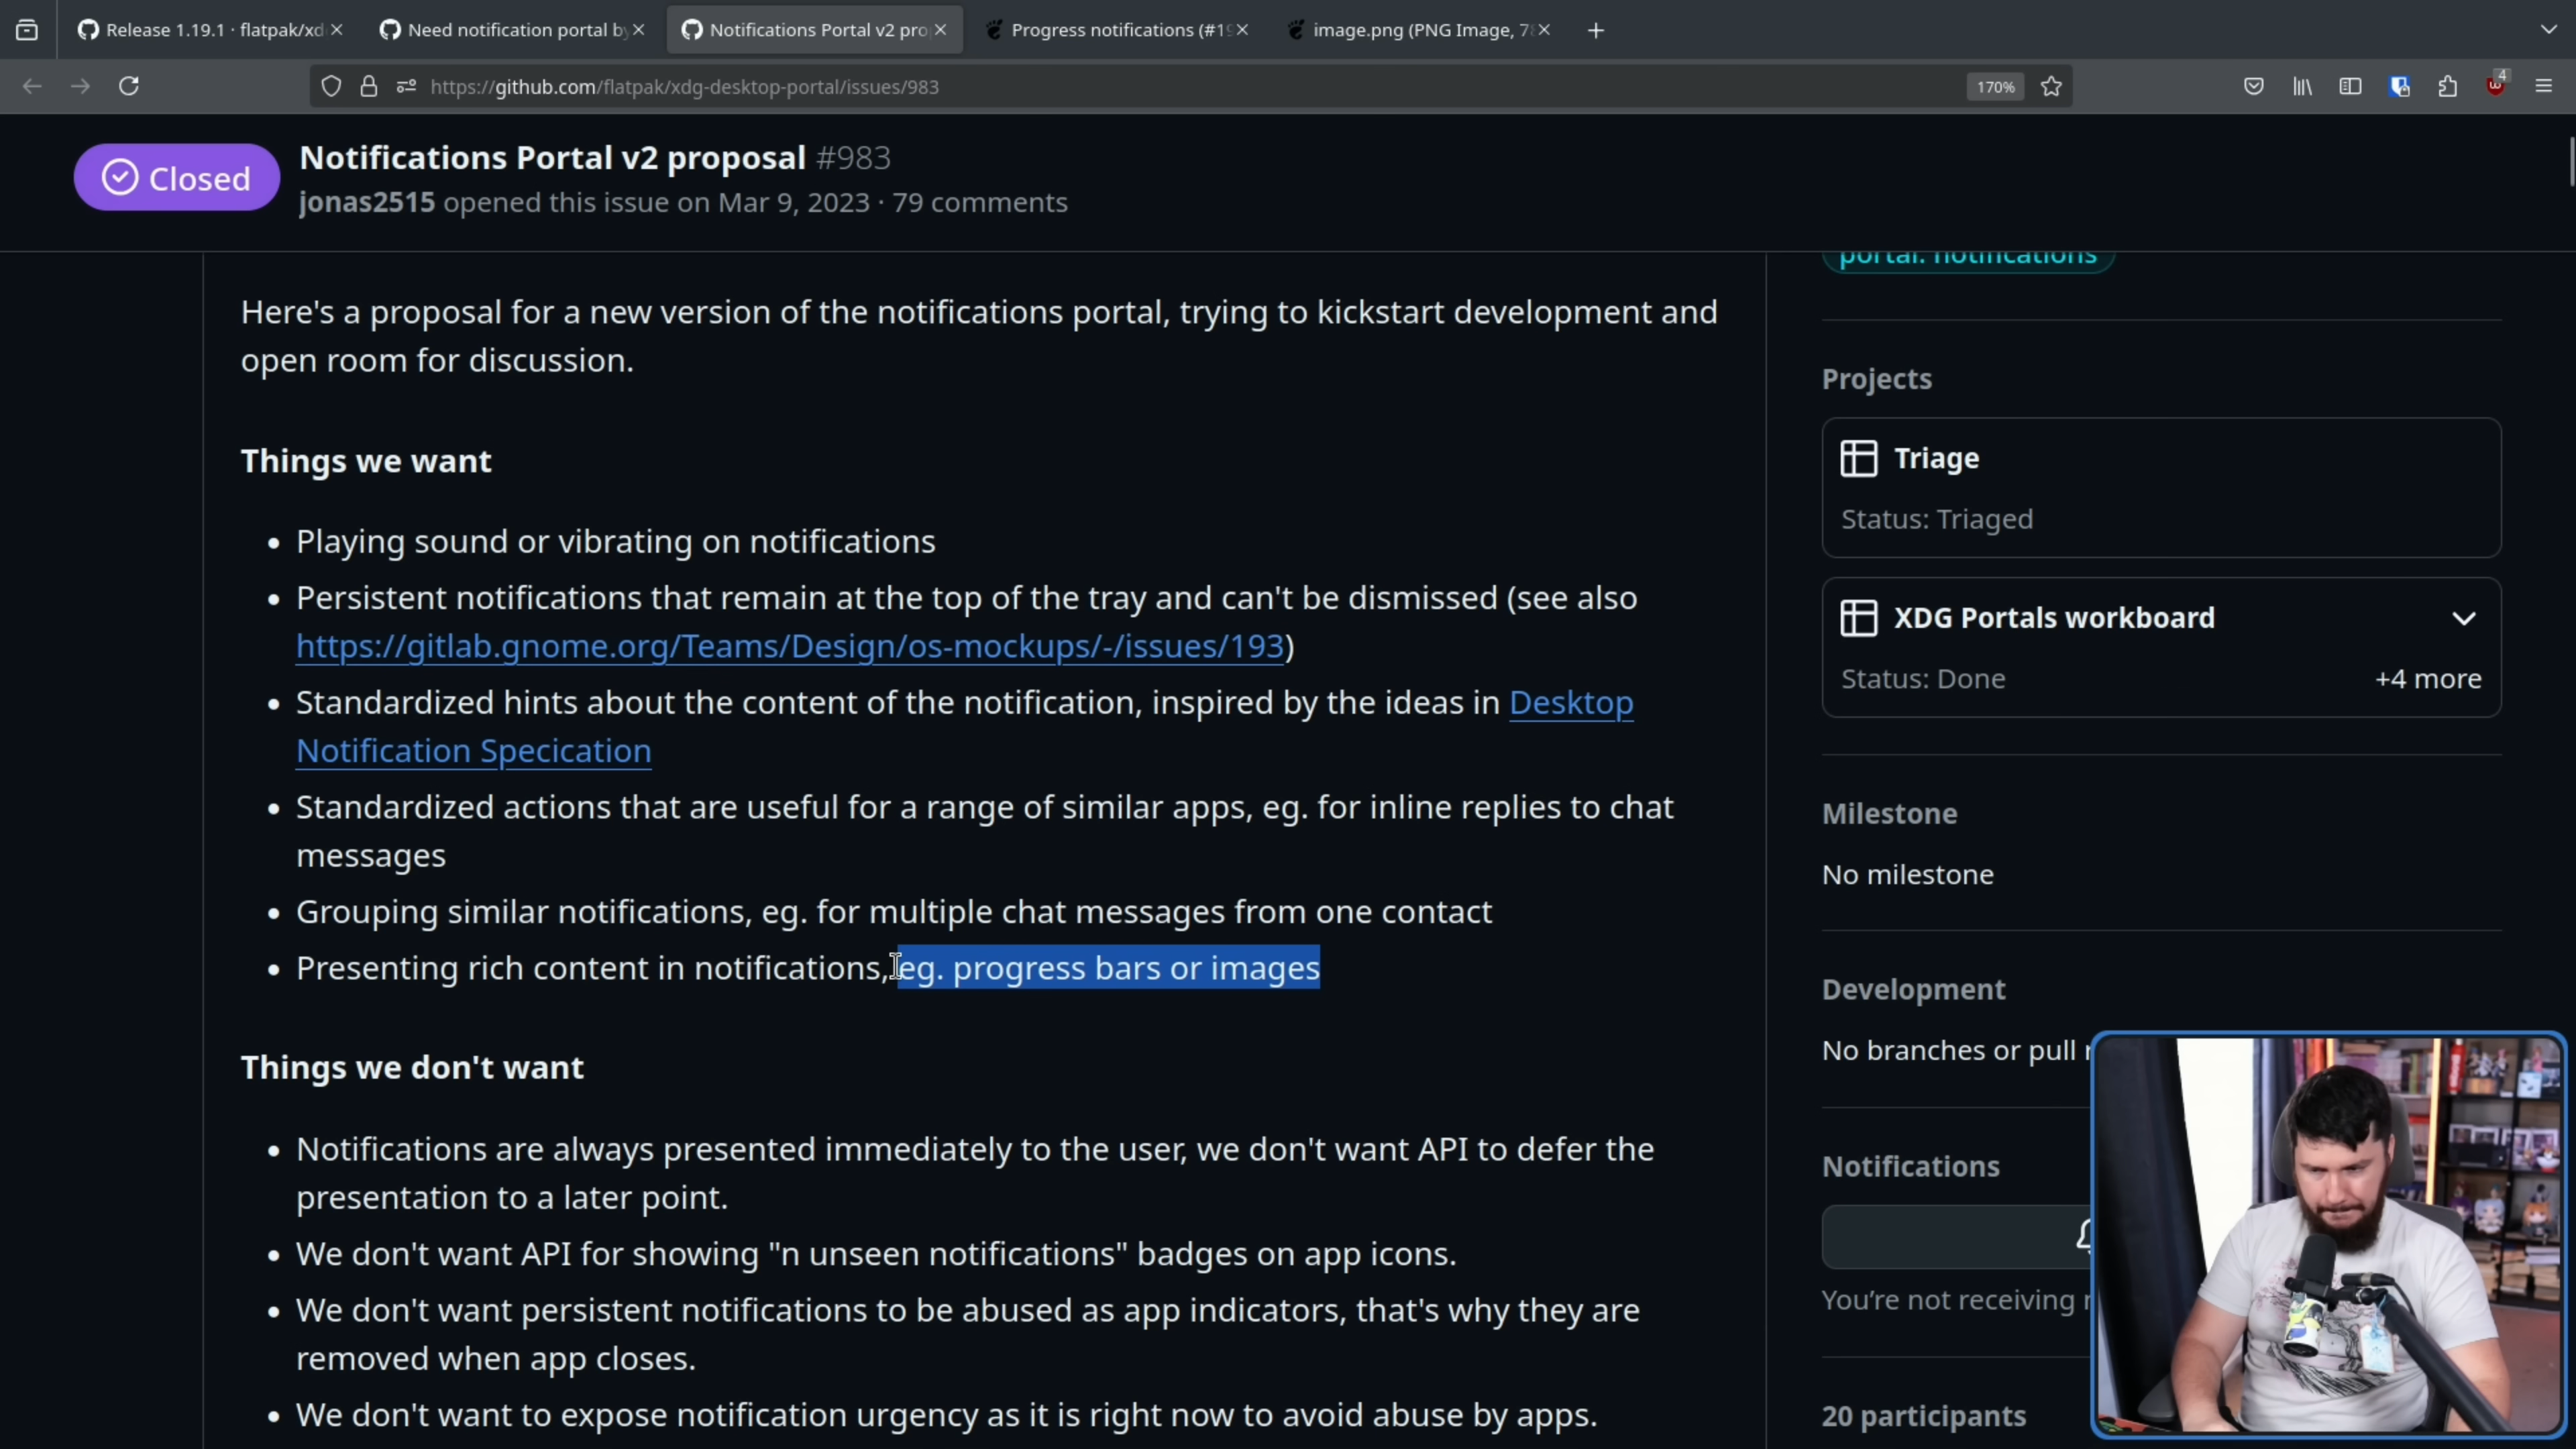 Release 1.19.1 · flatpak/xd
Need notification portal by
Notifications Portal v2 pro
Progress notifications (#19
image.png (PNG Image, 78
https://github.com/flatpak/xdg-desktop-portal/issues/983
170%
4
Closed
Notifications Portal v2 proposal #983
jonas2515 opened this issue on Mar 9, 2023 · 79 comments
portal: notifications
Here's a proposal for a new version of the notifications portal, trying to kickstart development and
open room for discussion.
Things we want
• Playing sound or vibrating on notifications
• Persistent notifications that remain at the top of the tray and can't be dismissed (see also
https://gitlab.gnome.org/Teams/Design/os-mockups/-/issues/193)
• Standardized hints about the content of the notification, inspired by the ideas in Desktop
Notification Specication
• Standardized actions that are useful for a range of similar apps, eg. for inline replies to chat
messages
• Grouping similar notifications, eg. for multiple chat messages from one contact
• Presenting rich content in notifications, eg. progress bars or images
Things we don't want
• Notifications are always presented immediately to the user, we don't want API to defer the
presentation to a later point.
• We don't want API for showing "n unseen notifications" badges on app icons.
• We don't want persistent notifications to be abused as app indicators, that's why they are
removed when app closes.
• We don't want to expose notification urgency as it is right now to avoid abuse by apps.
Projects
Triage
Status: Triaged
XDG Portals workboard
Status: Done
+4 more
Milestone
No milestone
Development
No branches or pull r
Notifications
You're not receiving
20 participants